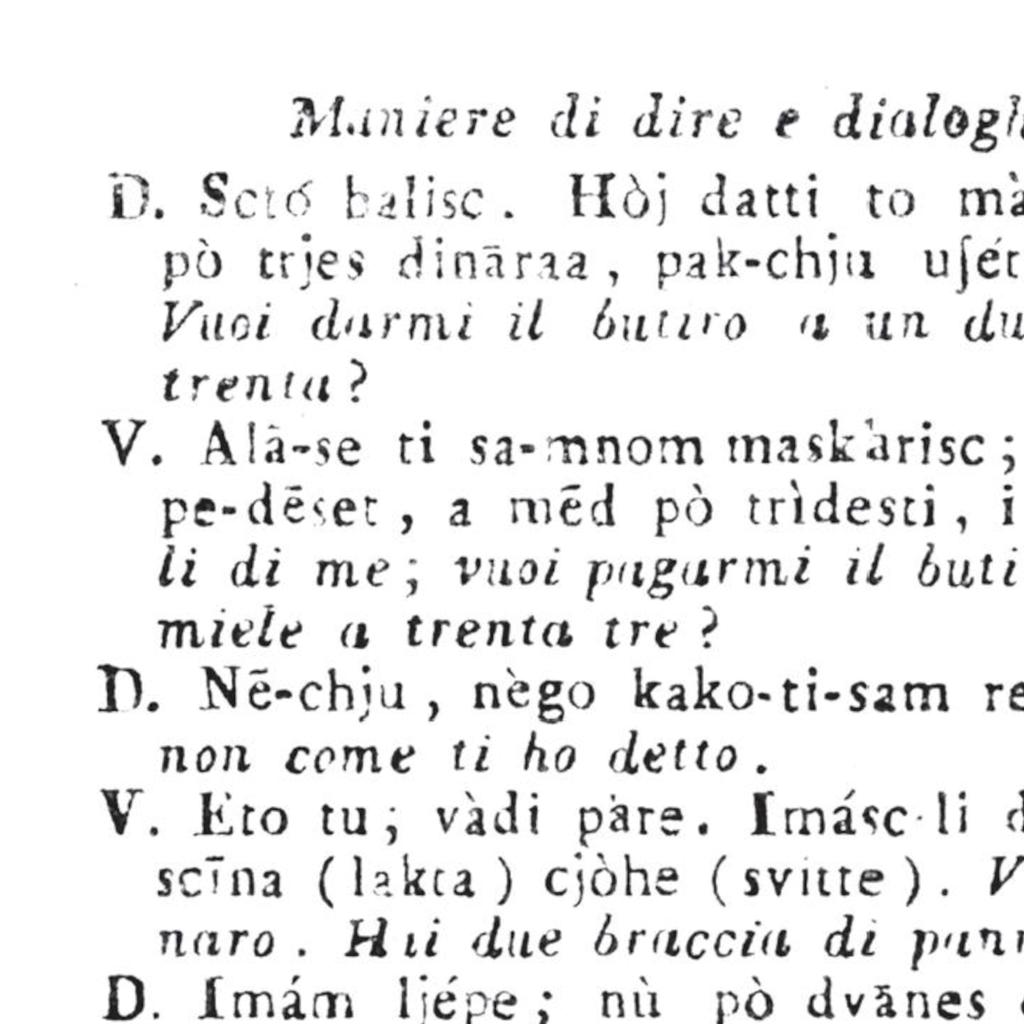 Maniere di dire e dialogh
D. Sctó balisc. Hòj datti to mà
pò trjes dināraa, pak-chju uſét
Vuoi darmi il butiro a un du
trenta?
V. Alā-se ti sa-mnom maskàrisc;
pe-dēset, a mēd pò trìdesti, i
li di me; vuoi pagarmi il buti
miele a trenta tre?
D. Nē-chju, nègo kako-ti-sam re
non come ti ho detto.
V. Eto tu; vàdi pàre. Imásc-li d
scīna (lakta) cjòhe (svitte). V
naro. Hai due braccia di pann
D. Imám ljépe; nù pò dvānes